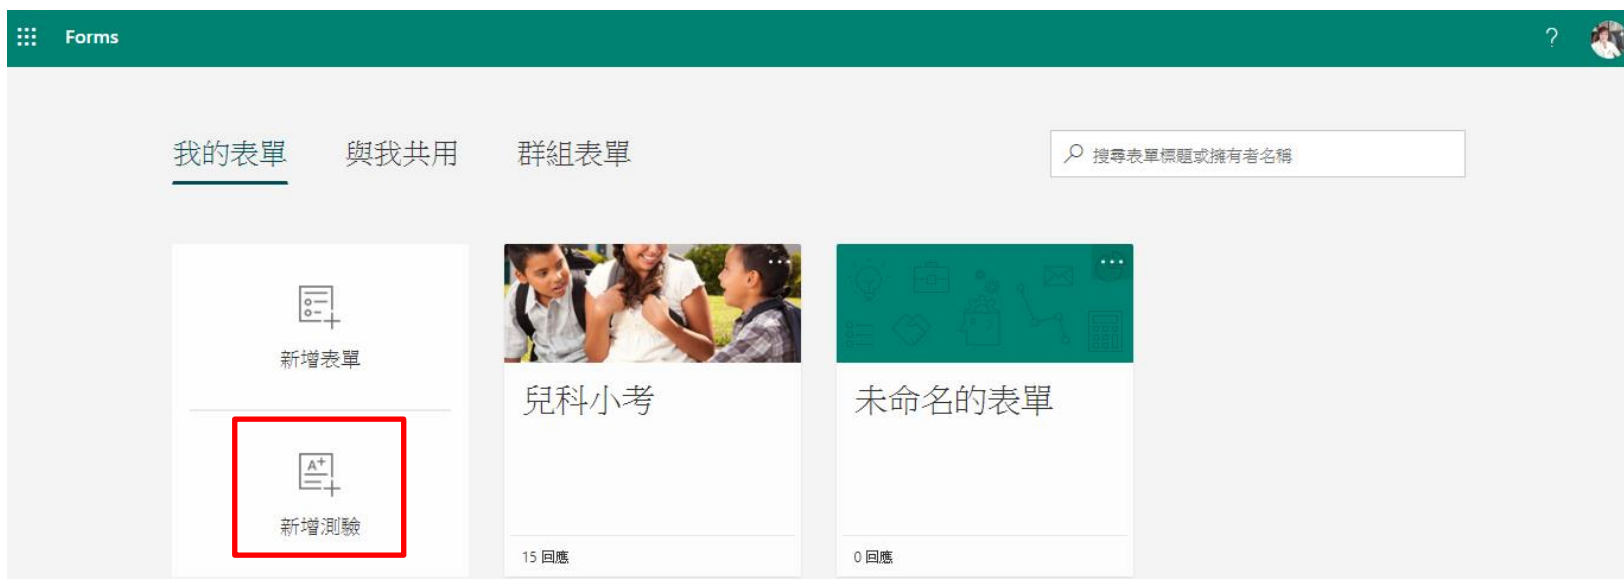 Forms
?
我的表單 與我共用 群組表單
搜尋表單標題或擁有者名稱
新增表單
A+
新增測驗
兒科小考
15 回應
未命名的表單
0 回應